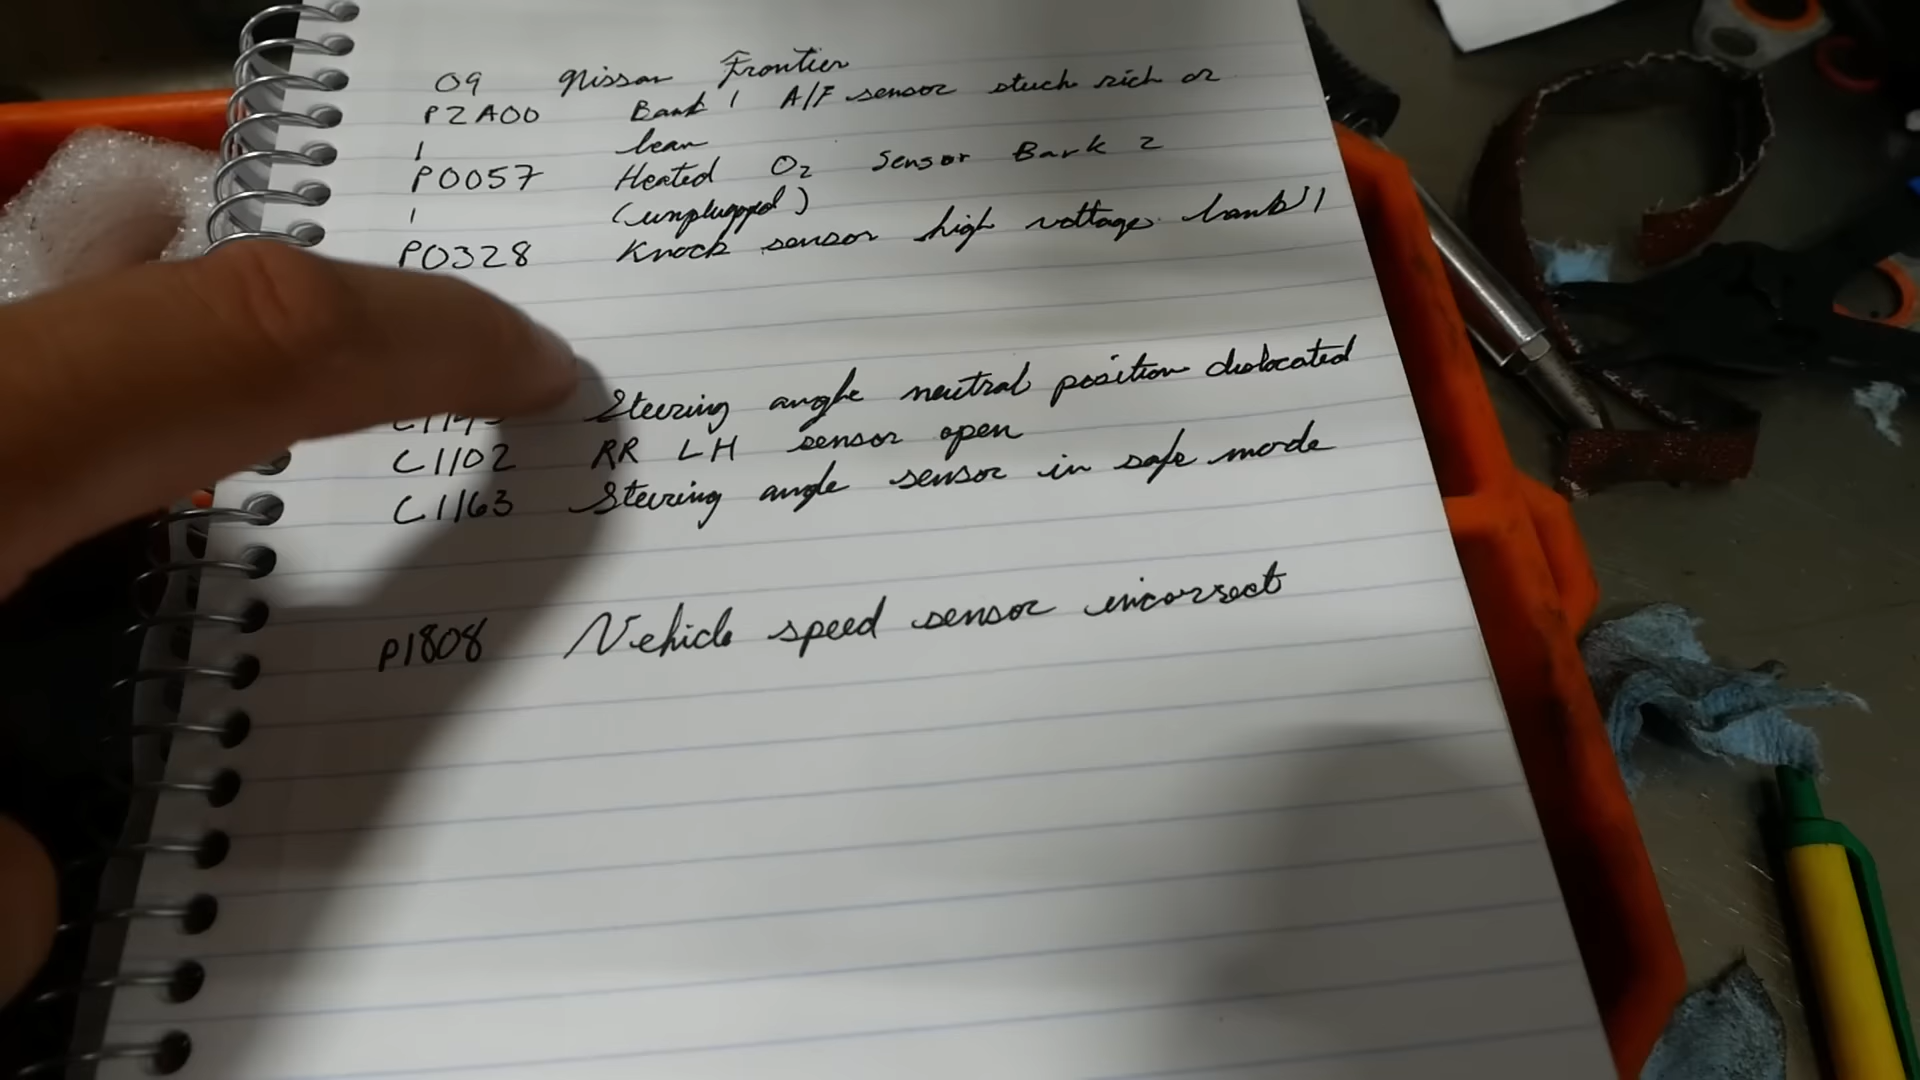 09 Nissan Frontier
P2A00 Bank 1 A/F sensor stuck rich or
lean
P0057 Heated O2 Sensor Bank 2
(unplugged)
P0328 Knock sensor high voltage bank 1
Steering angle neutral position dislocated
C1102 RR LH sensor open
C1163 Steering angle sensor in safe mode
P1808 Vehicle speed sensor incorrect